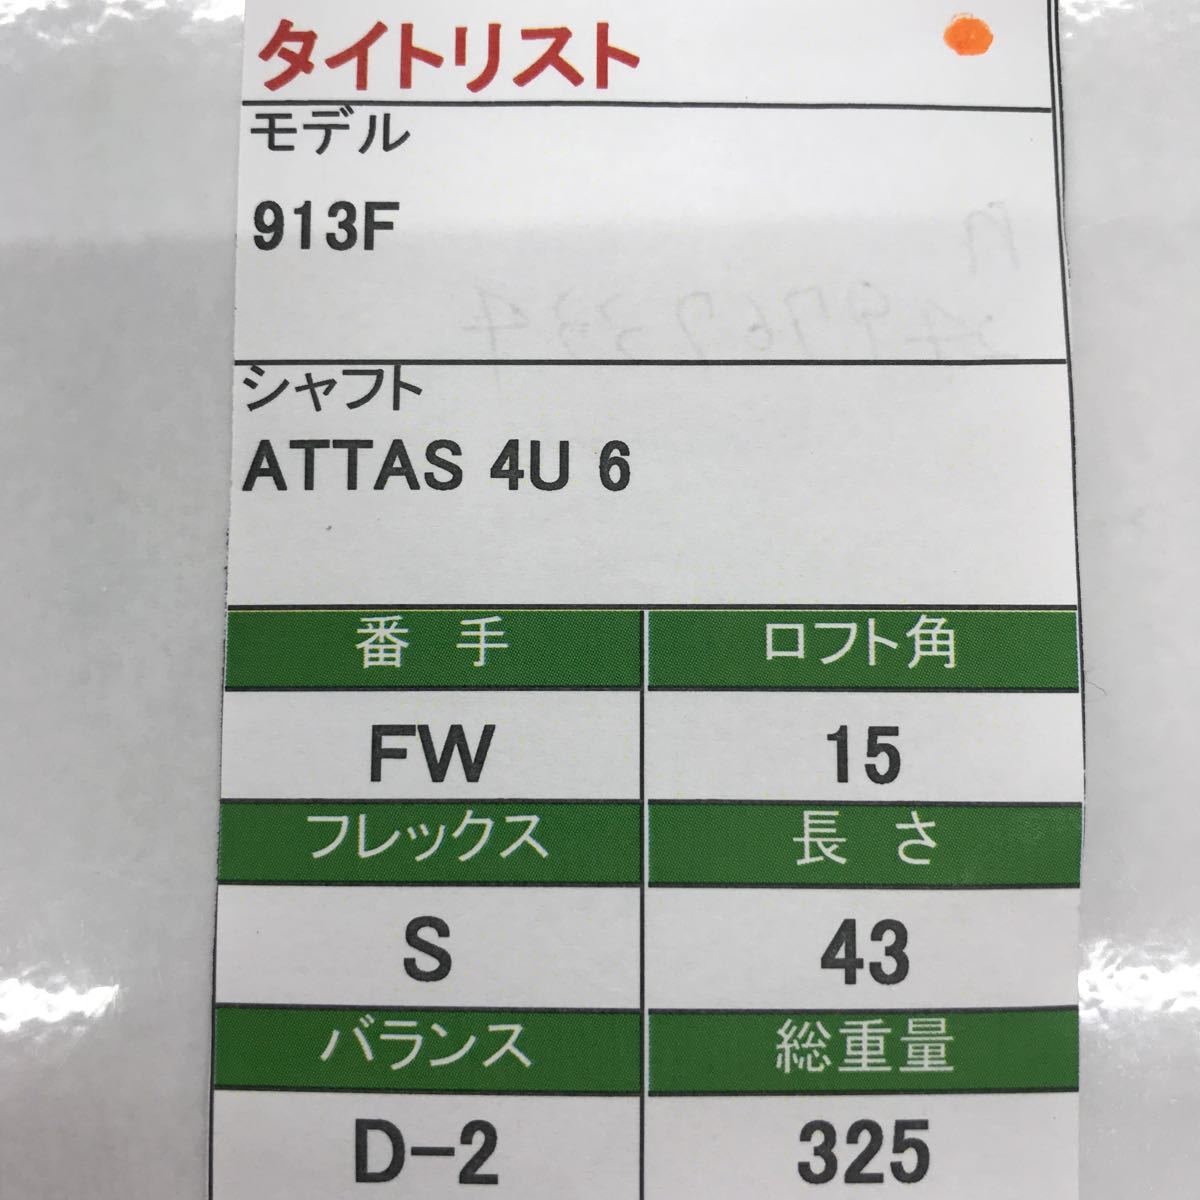 タイトリスト
モデル
913F
シャフト
ATTAS 4U 6
番 手 ロフト角
FW 15
フレックス 長 さ
S 43
バランス 総重量
D-2 325